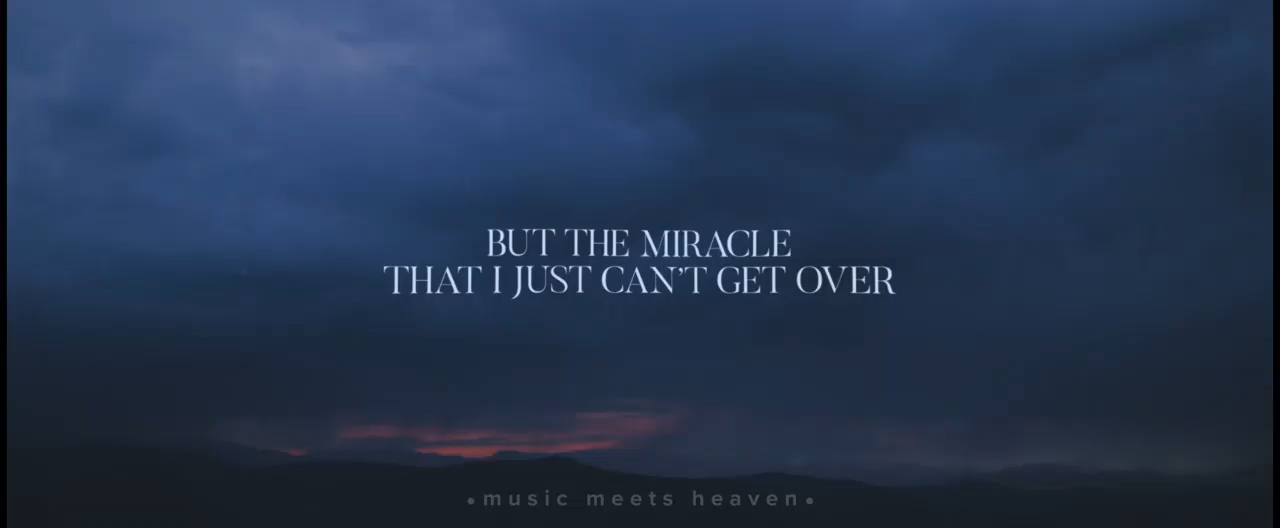 BUT THE MIRACLE
THAT I JUST CAN’T GET OVER
•music meets heaven•